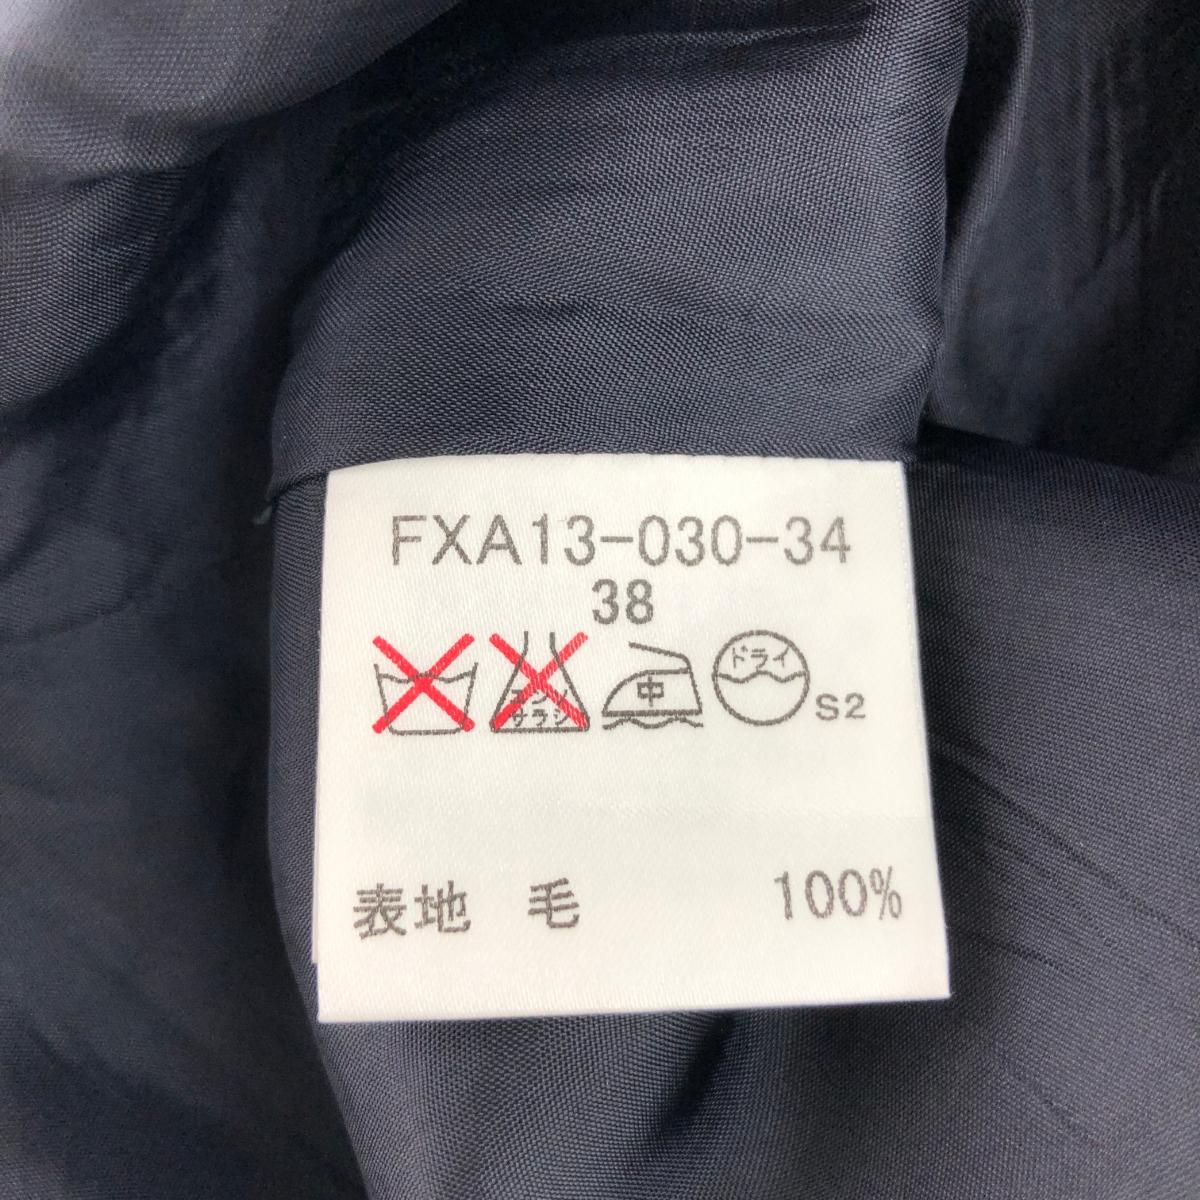 FXA13-030-34
38
エンソ
サラシ
中
ドライ
S2
表地 毛 100%